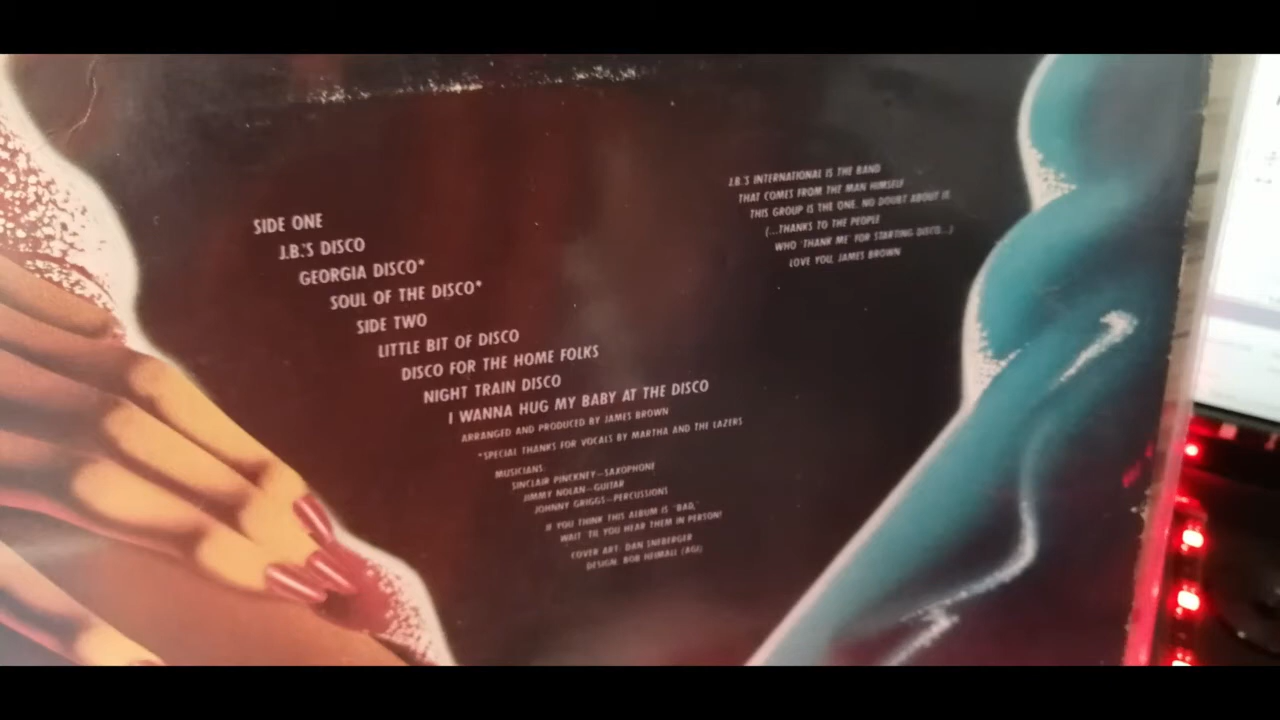 SIDE ONE
J.B.'S DISCO
GEORGIA DISCO*
SOUL OF THE DISCO*
SIDE TWO
LITTLE BIT OF DISCO
DISCO FOR THE HOME FOLKS
NIGHT TRAIN DISCO
I WANNA HUG MY BABY AT THE DISCO
ARRANGED AND PRODUCED BY JAMES BROWN
*SPECIAL THANKS FOR VOCALS BY MARTHA AND THE LAZERS
MUSICIANS:
SINCLAIR PINCKNEY—SAXOPHONE
JIMMY NOLAN—GUITAR
JOHNNY GRIGGS—PERCUSSIONS
IF YOU THINK THIS ALBUM IS "BAD,"
WAIT 'TIL YOU HEAR THEM IN PERSON!
COVER ART: DAN SNEBERGER
DESIGN: BOB HEIMALL (AGI)
J.B.'S INTERNATIONAL IS THE BAND
THAT COMES FROM THE MAN HIMSELF
THIS GROUP IS THE ONE, NO DOUBT ABOUT IS
(...THANKS TO THE PEOPLE
WHO 'THANK ME' FOR STARTING DISCO...)
LOVE YOU, JAMES BROWN